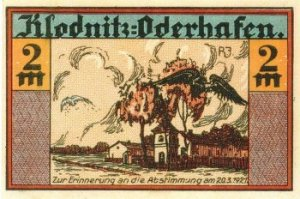 Klodnitz=Oderhafen.
2 m
2 m
RJ
Zur Erinnerung an die Abstimmung am 20.3.1921